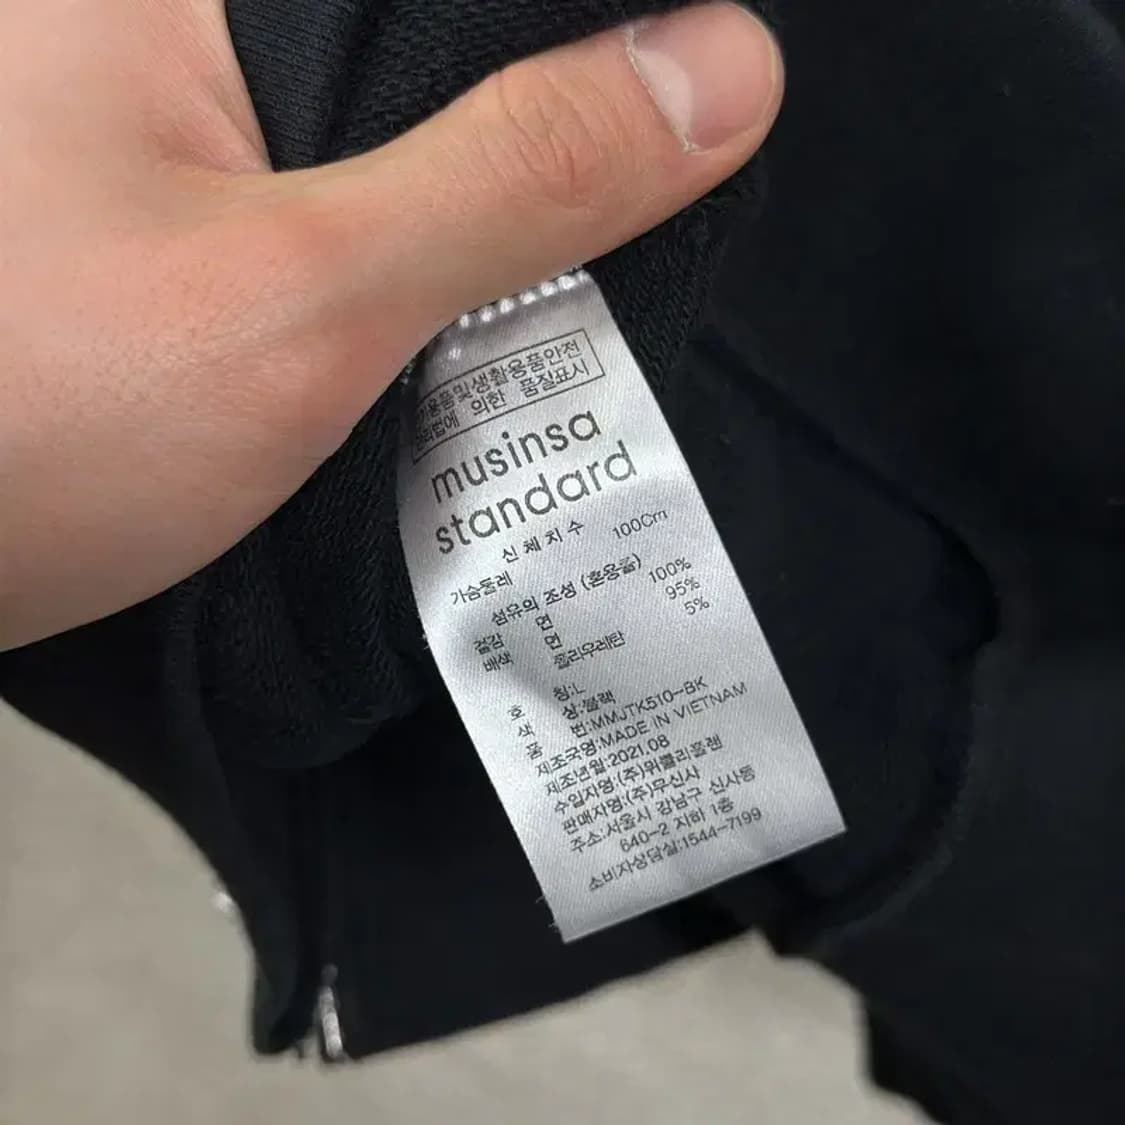 기용품및생활용품안전
관리법에 의한 품질표시
musinsa
standard
신체치수
가슴둘레 100Cm
섬유의 조성 (혼용율)
겉감 면 100%
배색 면 95%
폴리우레탄 5%
호 칭:L
색 상:블랙
품 번:MMJTK510-BK
제조국명:MADE IN VIETNAM
제조년월:2021.08
수입자명:(주)위클리플랜
판매자명:(주)무신사
주소:서울시 강남구 신사동
640-2 지하 1층
소비자상담실:1544-7199